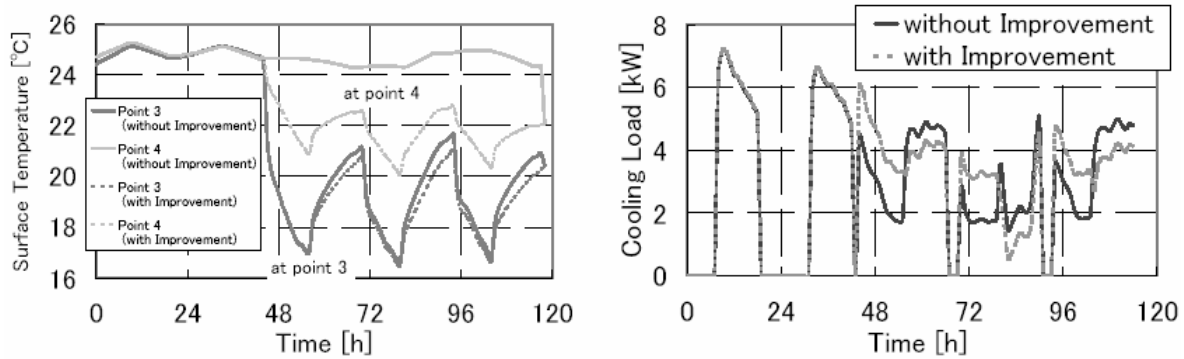 26
24
22
20
18
16
Surface Temperature [℃]
at point 4
Point 3
(without Improvement)
Point 4
(without Improvement)
Point 3
(with Improvement)
Point 4
(with Improvement)
at point 3
0 24 48 72 96 120
Time [h]
without Improvement
with Improvement
8
6
4
2
0
Cooling Load [kW]
0 24 48 72 96 120
Time [h]